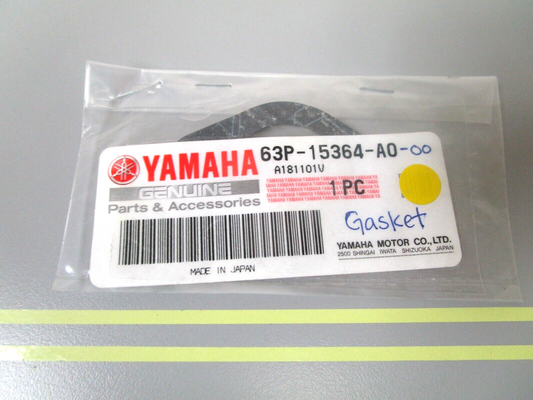 63P-15364-A0-00
YAMAHA
A181101V
GENUINE
Parts & Accessories
1 PC
Gasket
YAMAHA MOTOR CO.,LTD.
2500 SHINGAI IWATA SHIZUOKA JAPAN
MADE IN JAPAN